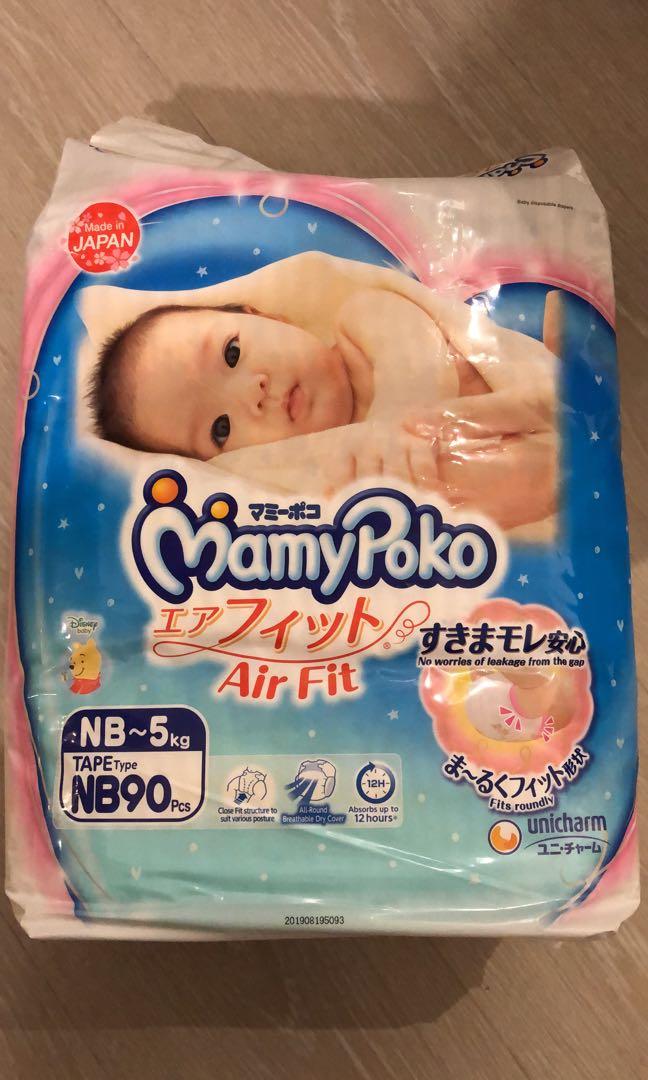 Baby disposable diapers
Made in
JAPAN
マミーポコ
MamyPoko
エアフィット®
Air Fit
Disney
baby
すきまモレ安心
No worries of leakage from the gap
NB~5kg
TAPE Type
NB90 Pcs
Close Fit structure to
suit various posture
All-Round
Breathable Dry Cover
12H
Absorbs up to
12 hours*
ま~るくフィット形状
Fits roundly
unicharm
ユニ・チャーム
201908195093